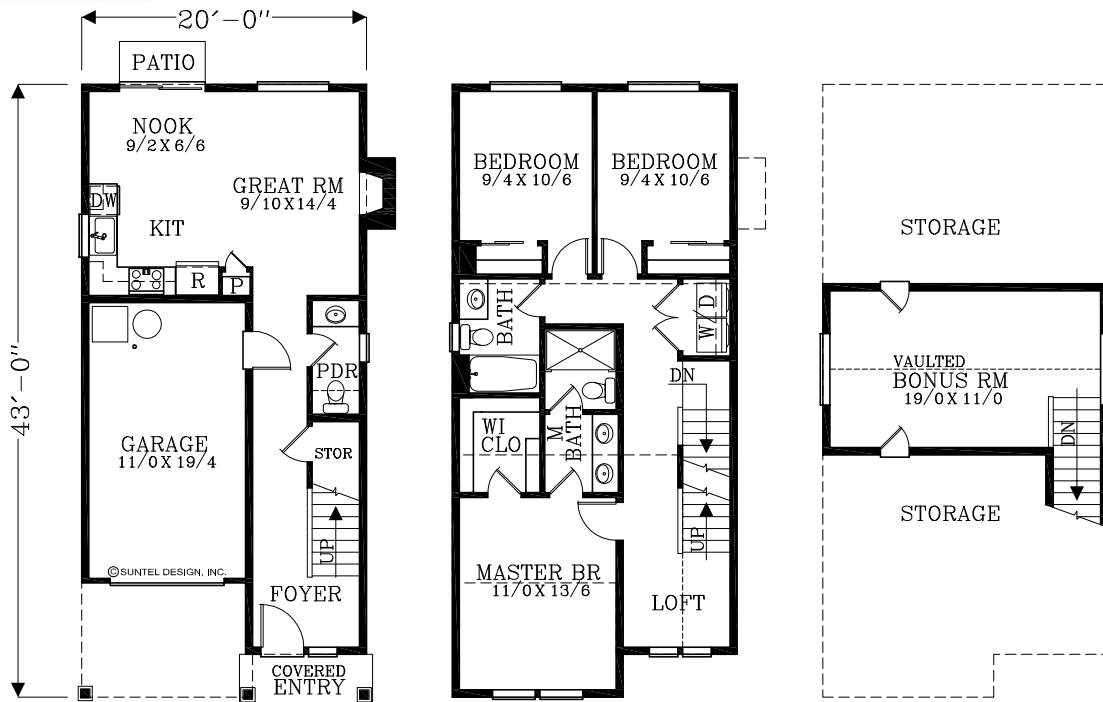 20'-0"
43'-0"
PATIO
NOOK
9/2 X 6/6
GREAT RM
9/10 X 14/4
DW
KIT
R
P
PDR
GARAGE
11/0 X 19/4
STOR
UP
© SUNTEL DESIGN, INC.
FOYER
COVERED
ENTRY
BEDROOM
9/4 X 10/6
BEDROOM
9/4 X 10/6
BATH
W/D
DN
WI
CLO
M
BATH
UP
MASTER BR
11/0 X 13/6
LOFT
STORAGE
VAULTED
BONUS RM
19/0 X 11/0
DN
STORAGE